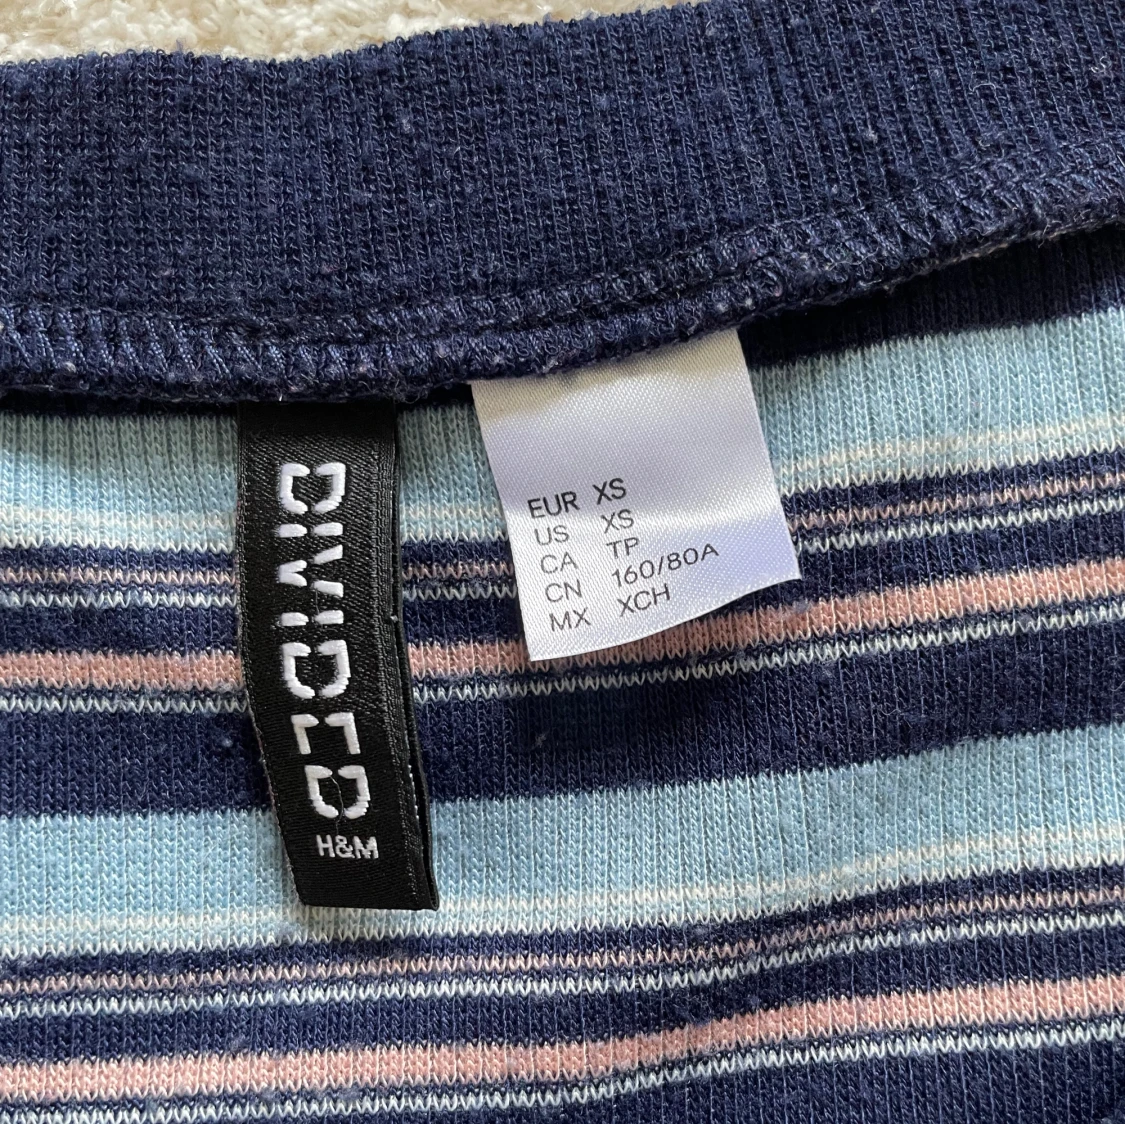 DIVIDED
H&M
EUR XS
US XS
CA TP
CN 160/80A
MX XCH